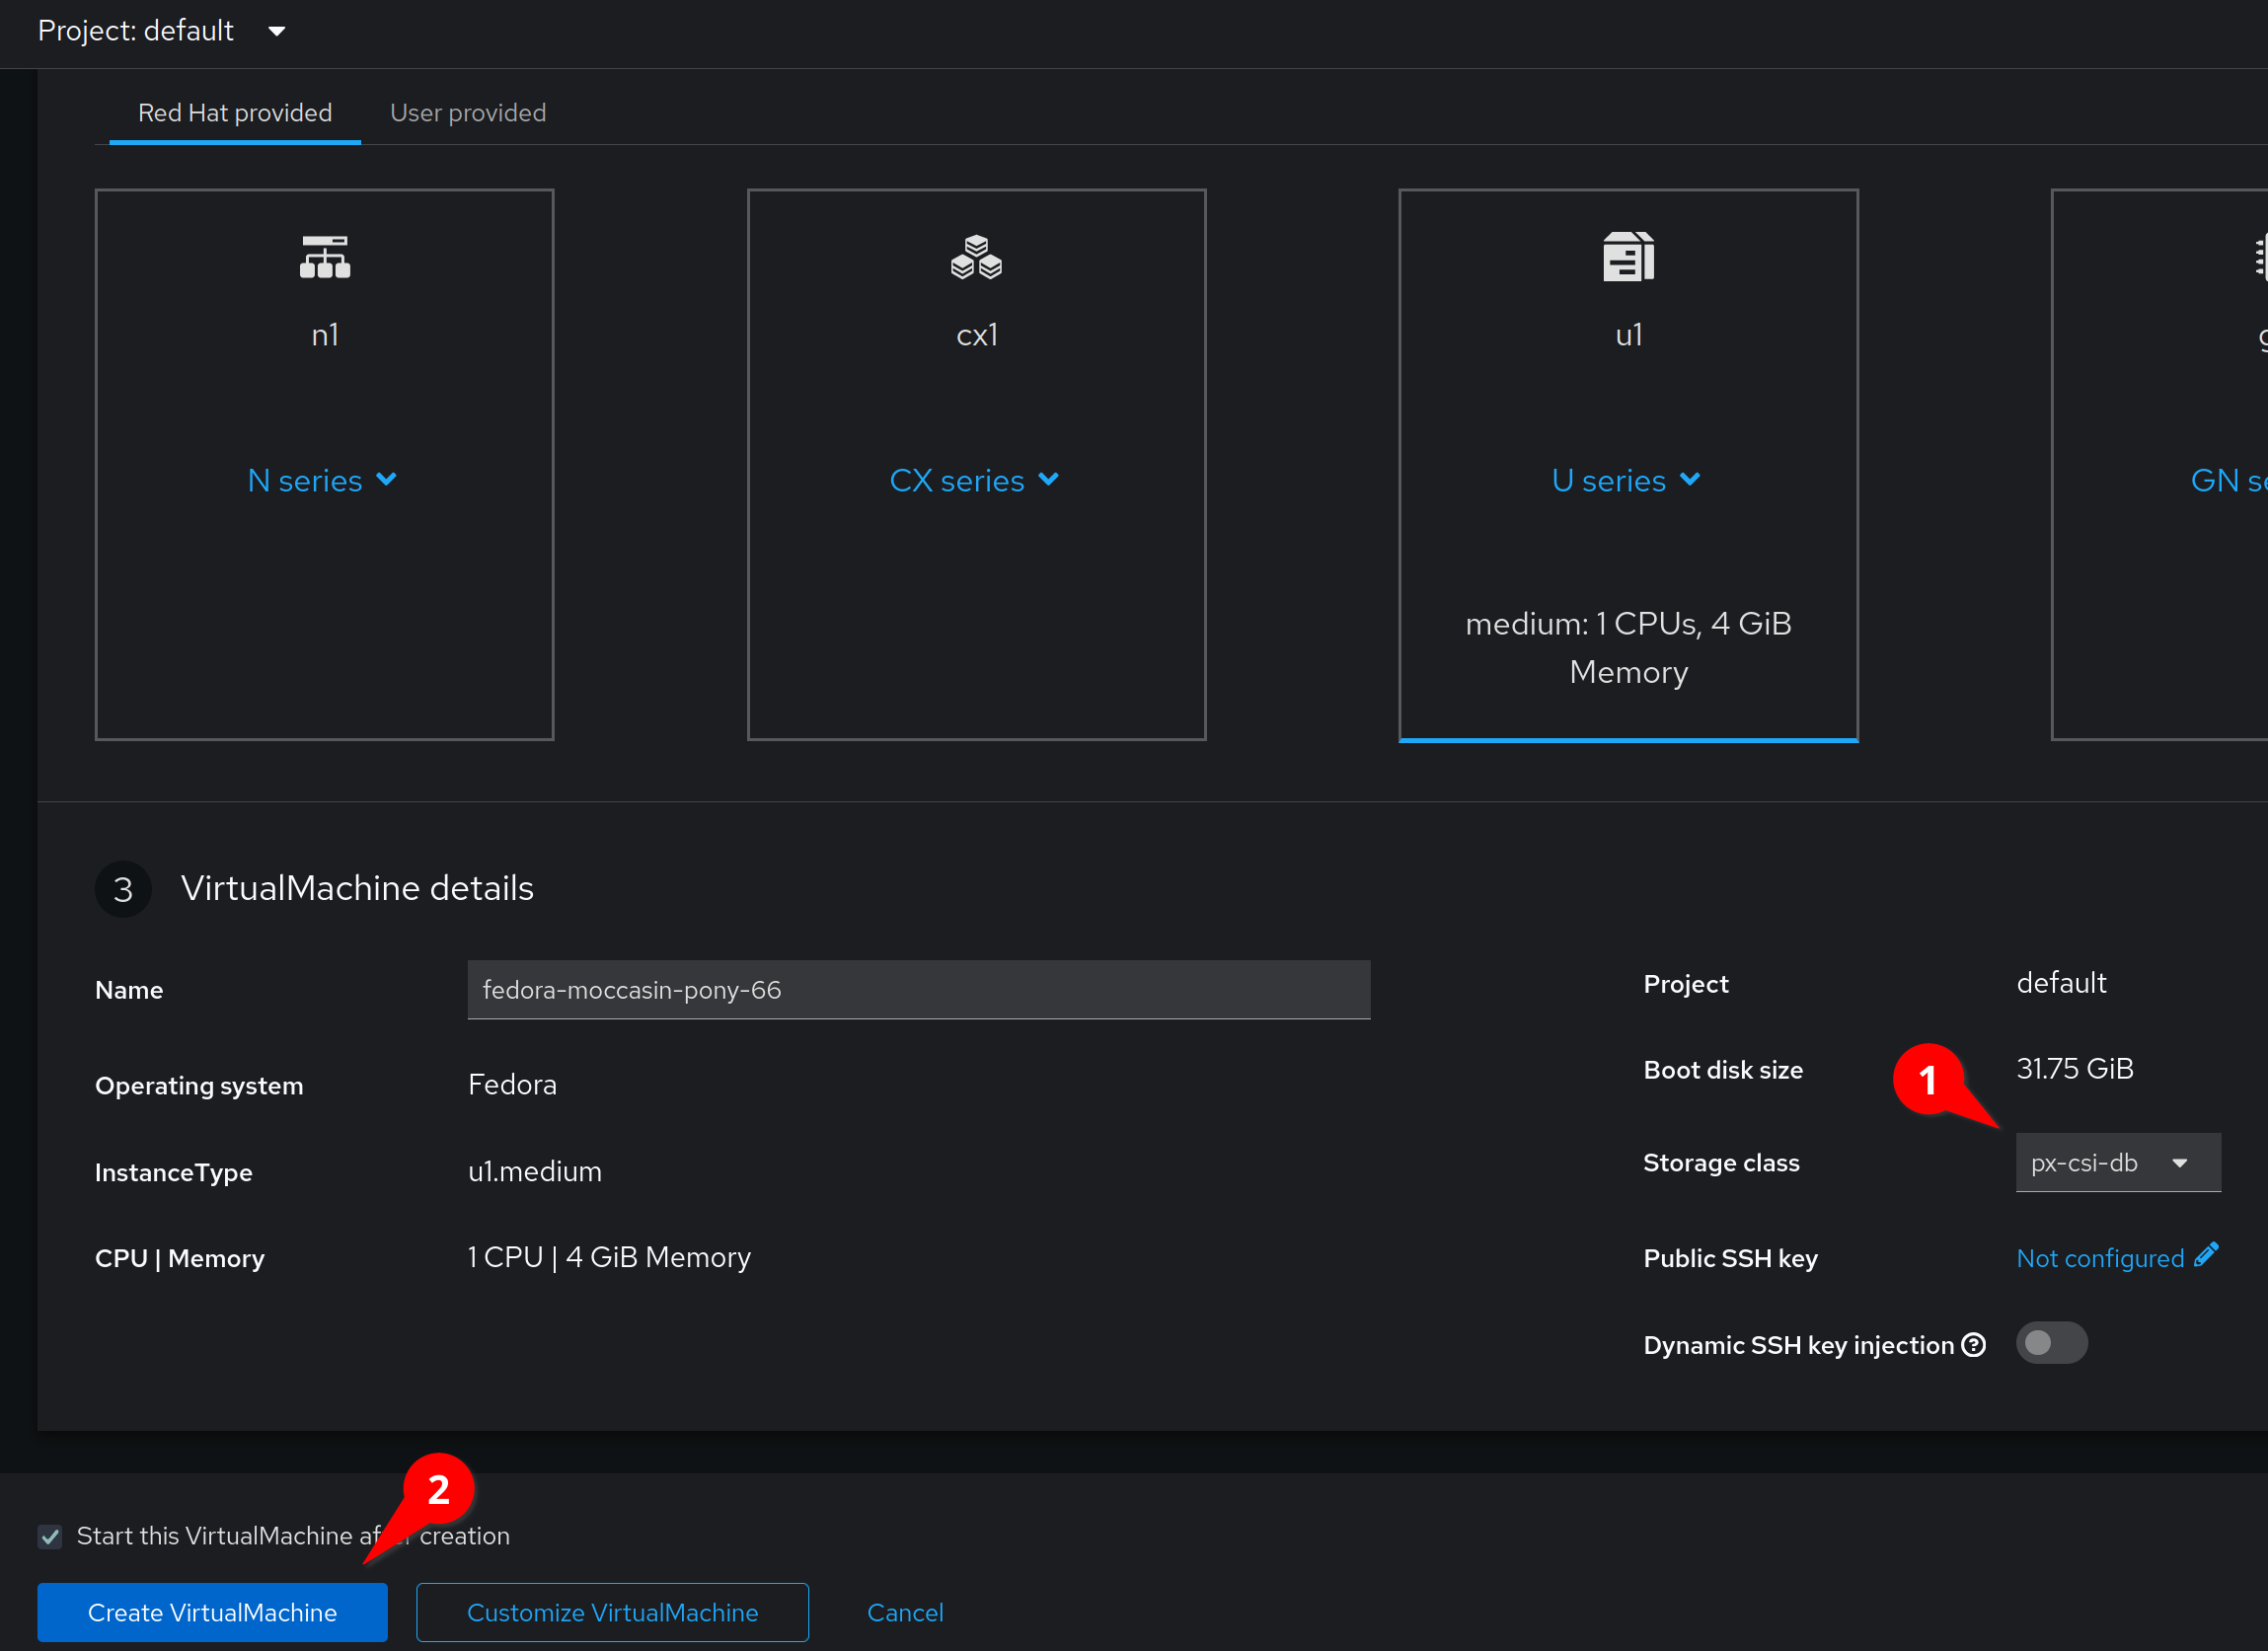 Project: default
Red Hat provided
User provided
n1
cx1
u1
N series
CX series
U series
GN
medium: 1 CPUs, 4 GiB
Memory
3
VirtualMachine details
Name
fedora-moccasin-pony-66
Project
default
Operating system
Fedora
Boot disk size
31.75 GiB
1
InstanceType
u1.medium
Storage class
px-csi-db
CPU | Memory
1 CPU | 4 GiB Memory
Public SSH key
Not configured
Dynamic SSH key injection
2
Start this VirtualMachine after creation
Create VirtualMachine
Customize VirtualMachine
Cancel